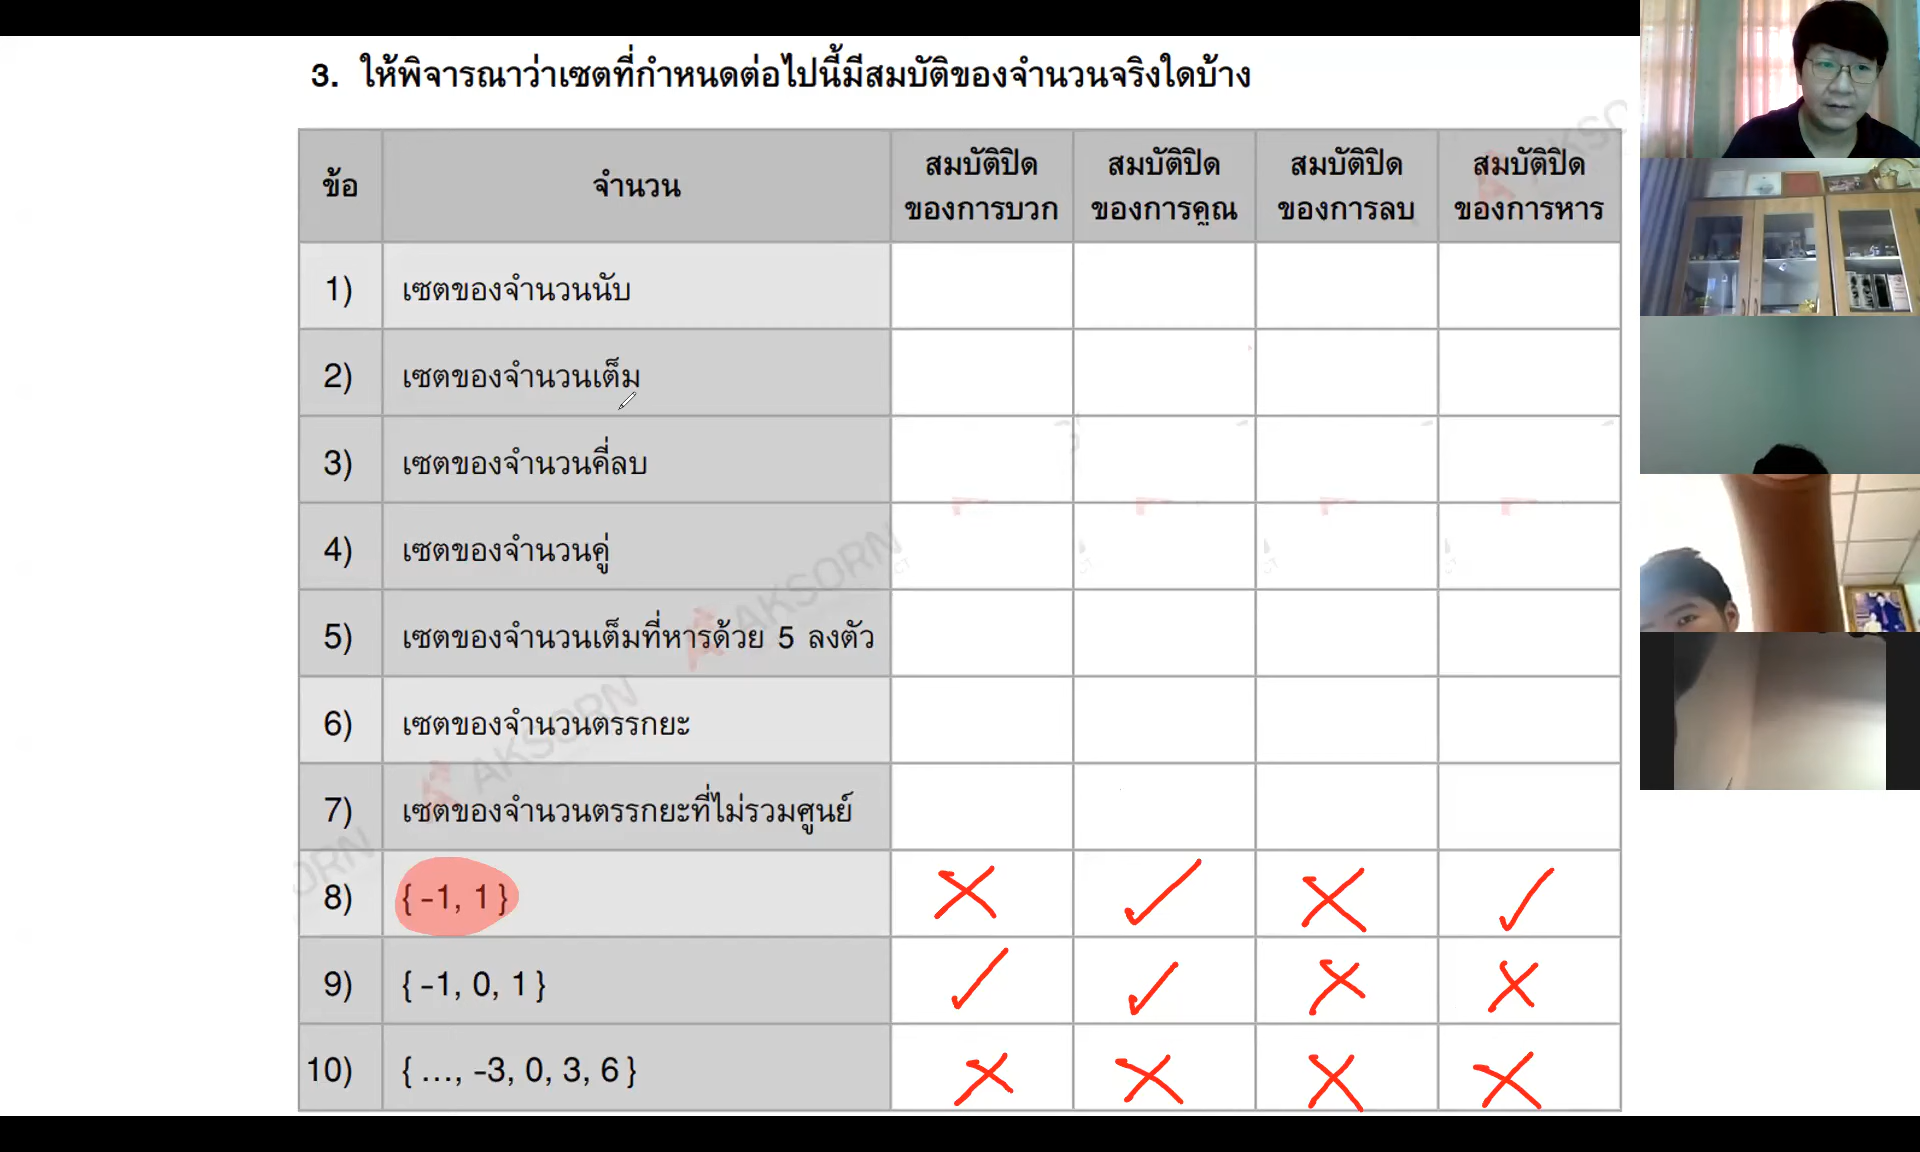 3. ให้พิจารณาว่าเซตที่กำหนดต่อไปนี้มีสมบัติของจำนวนจริงใดบ้าง
ข้อ จำนวน สมบัติปิดของการบวก สมบัติปิดของการคูณ สมบัติปิดของการลบ สมบัติปิดของการหาร
1) เซตของจำนวนนับ
2) เซตของจำนวนเต็ม
3) เซตของจำนวนคี่ลบ
4) เซตของจำนวนคู่
5) เซตของจำนวนเต็มที่หารด้วย 5 ลงตัว
6) เซตของจำนวนตรรกยะ
7) เซตของจำนวนตรรกยะที่ไม่รวมศูนย์
8) { -1, 1 } ✗ ✓ ✗ ✓
9) { -1, 0, 1 } ✓ ✓ ✗ ✗
10) { ..., -3, 0, 3, 6 } ✗ ✗ ✗ ✗
AKSORN
AKSORN